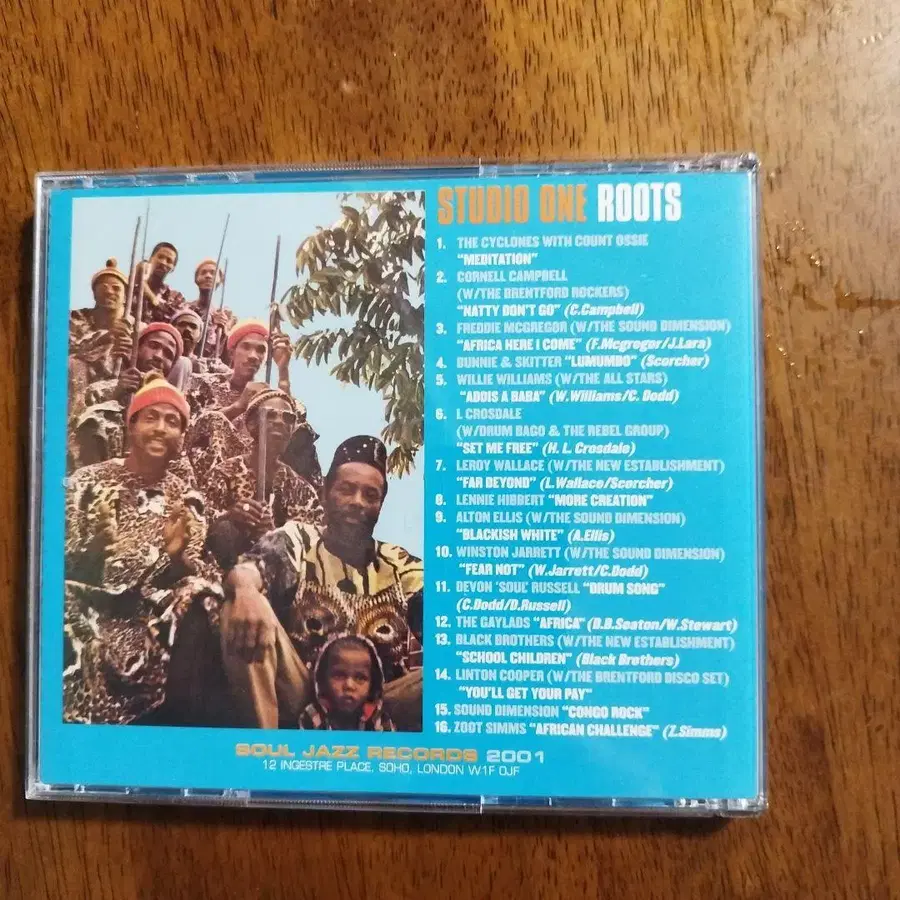 STUDIO ONE ROOTS
1. THE CYCLONES WITH COUNT OSSIE
"MEDITATION"
2. CORNELL CAMPBELL
(W/THE BRENTFORD ROCKERS)
"NATTY DON'T GO" (C.Campbell)
3. FREDDIE MCGREGOR (W/THE SOUND DIMENSION)
"AFRICA HERE I COME" (F.Mcgregor/J.Lara)
4. BUNNIE & SKITTER "LUMUMBO" (Scorcher)
5. WILLIE WILLIAMS (W/THE ALL STARS)
"ADDIS A BABA" (W.Williams/C. Dodd)
6. L CROSDALE
(W/DRUM BAGO & THE REBEL GROUP)
"SET ME FREE" (H. L. Crosdale)
7. LEROY WALLACE (W/THE NEW ESTABLISHMENT)
"FAR BEYOND" (L.Wallace/Scorcher)
8. LENNIE HIBBERT "MORE CREATION"
9. ALTON ELLIS (W/THE SOUND DIMENSION)
"BLACKISH WHITE" (A.Ellis)
10. WINSTON JARRETT (W/THE SOUND DIMENSION)
"FEAR NOT" (W.Jarrett/C.Dodd)
11. DEVON 'SOUL' RUSSELL "DRUM SONG"
(C.Dodd/D.Russell)
12. THE GAYLADS "AFRICA" (B.B.Seaton/W.Stewart)
13. BLACK BROTHERS (W/THE NEW ESTABLISHMENT)
"SCHOOL CHILDREN" (Black Brothers)
14. LINTON COOPER (W/THE BRENTFORD DISCO SET)
"YOU'LL GET YOUR PAY"
15. SOUND DIMENSION "CONGO ROCK"
16. ZOOT SIMMS "AFRICAN CHALLENGE" (Z.Simms)
SOUL JAZZ RECORDS 2001
12 INGESTRE PLACE, SOHO, LONDON W1F 0JF